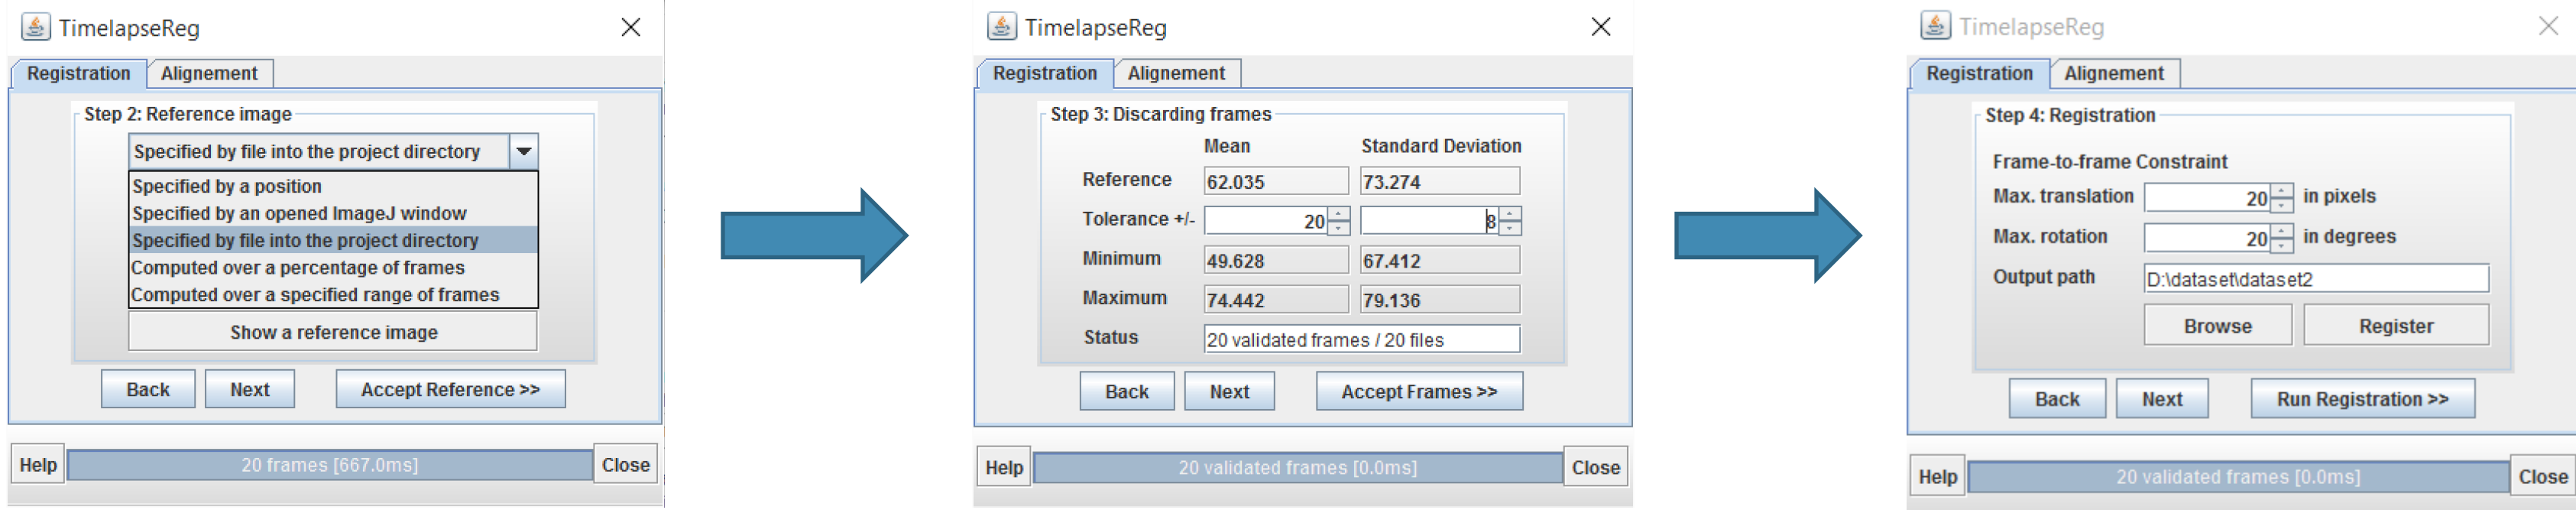 TimelapseReg
Registration Alignement
Step 2: Reference image
Specified by file into the project directory
Specified by a position
Specified by an opened ImageJ window
Specified by file into the project directory
Computed over a percentage of frames
Computed over a specified range of frames
Show a reference image
Back Next Accept Reference >>
Help 20 frames [667.0ms] Close
TimelapseReg
Registration Alignement
Step 3: Discarding frames
Mean Standard Deviation
Reference 62.035 73.274
Tolerance +/- 20 8
Minimum 49.628 67.412
Maximum 74.442 79.136
Status 20 validated frames / 20 files
Back Next Accept Frames >>
Help 20 validated frames [0.0ms] Close
TimelapseReg
Registration Alignement
Step 4: Registration
Frame-to-frame Constraint
Max. translation 20 in pixels
Max. rotation 20 in degrees
Output path D:\dataset\dataset2
Browse Register
Back Next Run Registration >>
Help 20 validated frames [0.0ms] Close